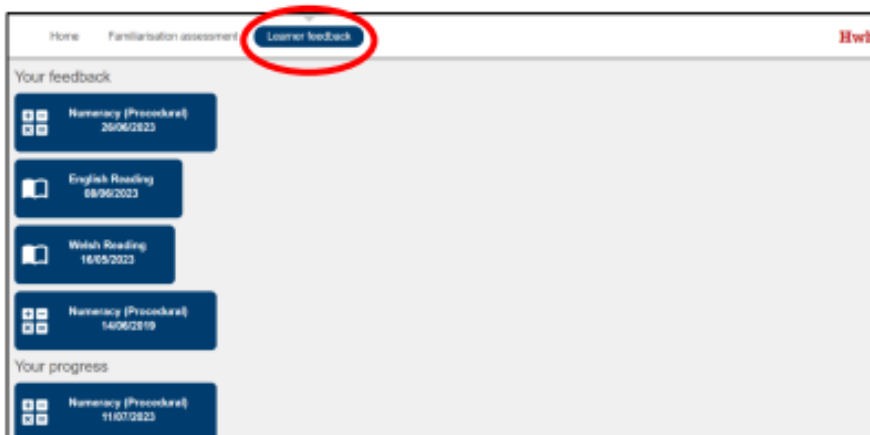 Home Familiarisation assessment Learner feedback
Your feedback
Numeracy (Procedural)
26/06/2023
English Reading
08/06/2023
Welsh Reading
16/05/2023
Numeracy (Procedural)
14/06/2019
Your progress
Numeracy (Procedural)
11/07/2023